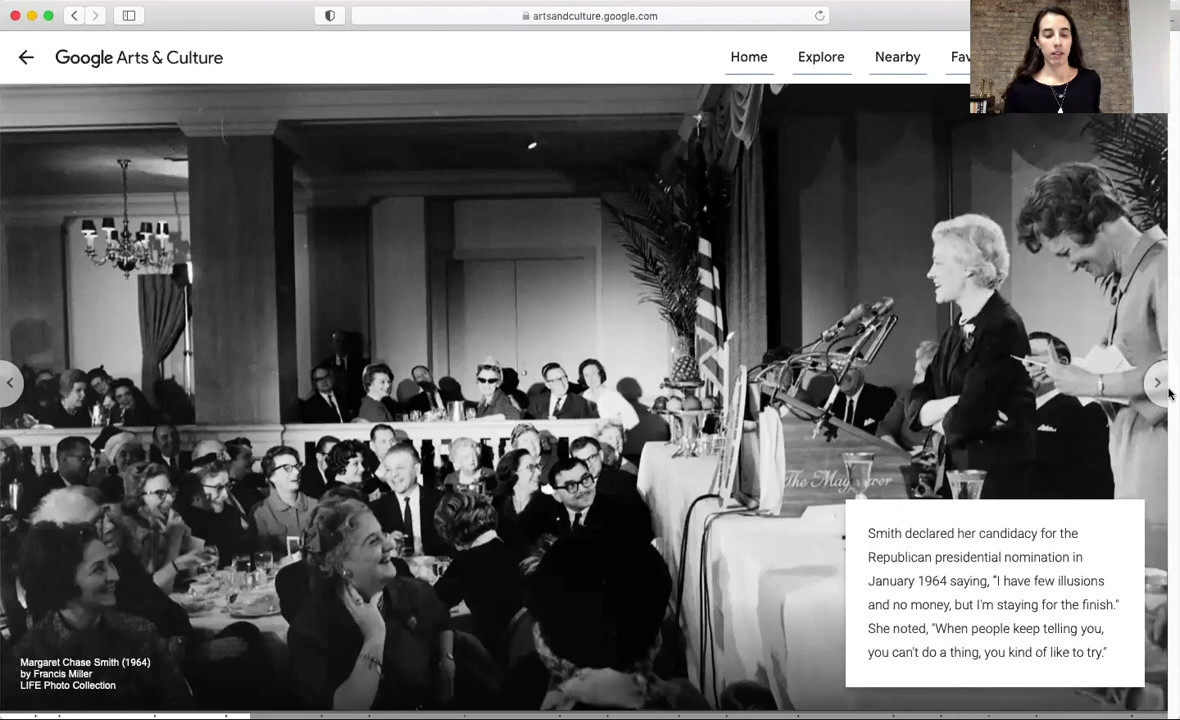 artsandculture.google.com
Google Arts & Culture
Home Explore Nearby
Smith declared her candidacy for the
Republican presidential nomination in
January 1964 saying, “I have few illusions
and no money, but I'm staying for the finish."
She noted, "When people keep telling you,
you can't do a thing, you kind of like to try."
Margaret Chase Smith (1964)
by Francis Miller
LIFE Photo Collection